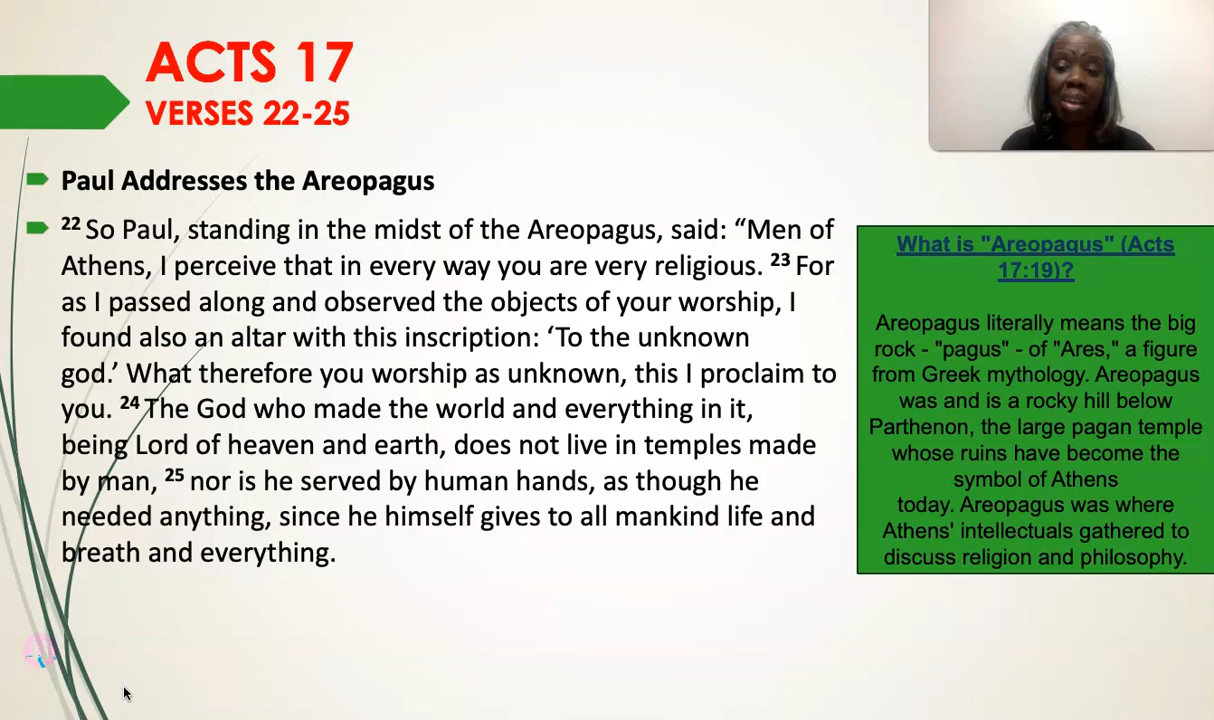 ACTS 17
VERSES 22-25
Paul Addresses the Areopagus
22 So Paul, standing in the midst of the Areopagus, said: “Men of
Athens, I perceive that in every way you are very religious. 23 For
as I passed along and observed the objects of your worship, I
found also an altar with this inscription: ‘To the unknown
god.’ What therefore you worship as unknown, this I proclaim to
you. 24 The God who made the world and everything in it,
being Lord of heaven and earth, does not live in temples made
by man, 25 nor is he served by human hands, as though he
needed anything, since he himself gives to all mankind life and
breath and everything.
What is "Areopagus" (Acts
17:19)?
Areopagus literally means the big
rock - "pagus" - of "Ares," a figure
from Greek mythology. Areopagus
was and is a rocky hill below
Parthenon, the large pagan temple
whose ruins have become the
symbol of Athens
today. Areopagus was where
Athens' intellectuals gathered to
discuss religion and philosophy.